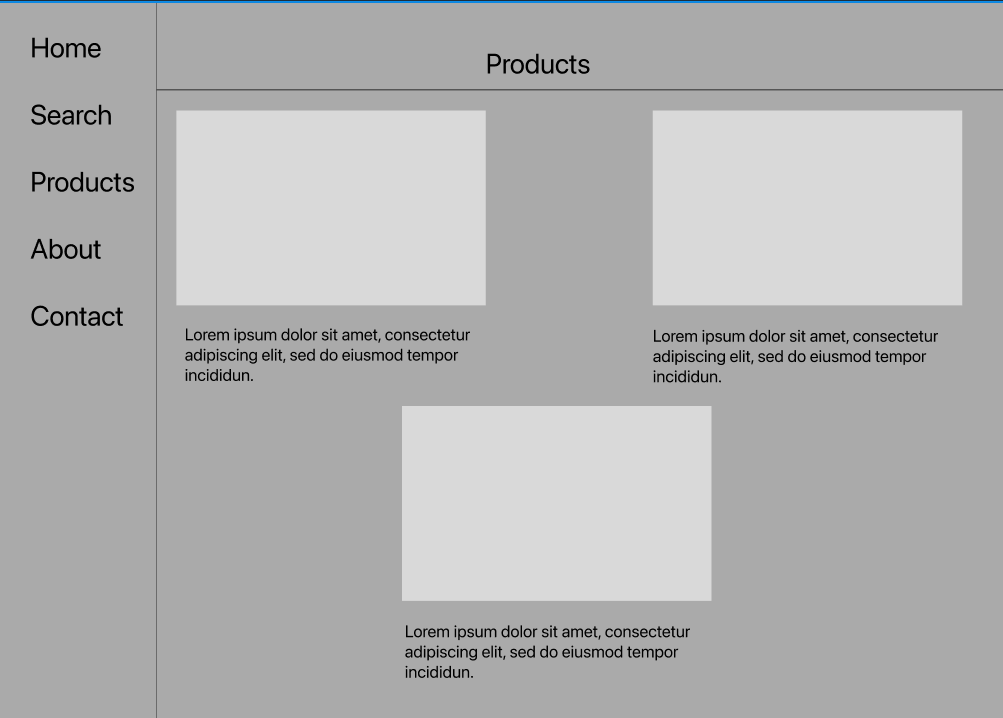 Home
Search
Products
About
Contact
Products
Lorem ipsum dolor sit amet, consectetur
adipiscing elit, sed do eiusmod tempor
incididun.
Lorem ipsum dolor sit amet, consectetur
adipiscing elit, sed do eiusmod tempor
incididun.
Lorem ipsum dolor sit amet, consectetur
adipiscing elit, sed do eiusmod tempor
incididun.